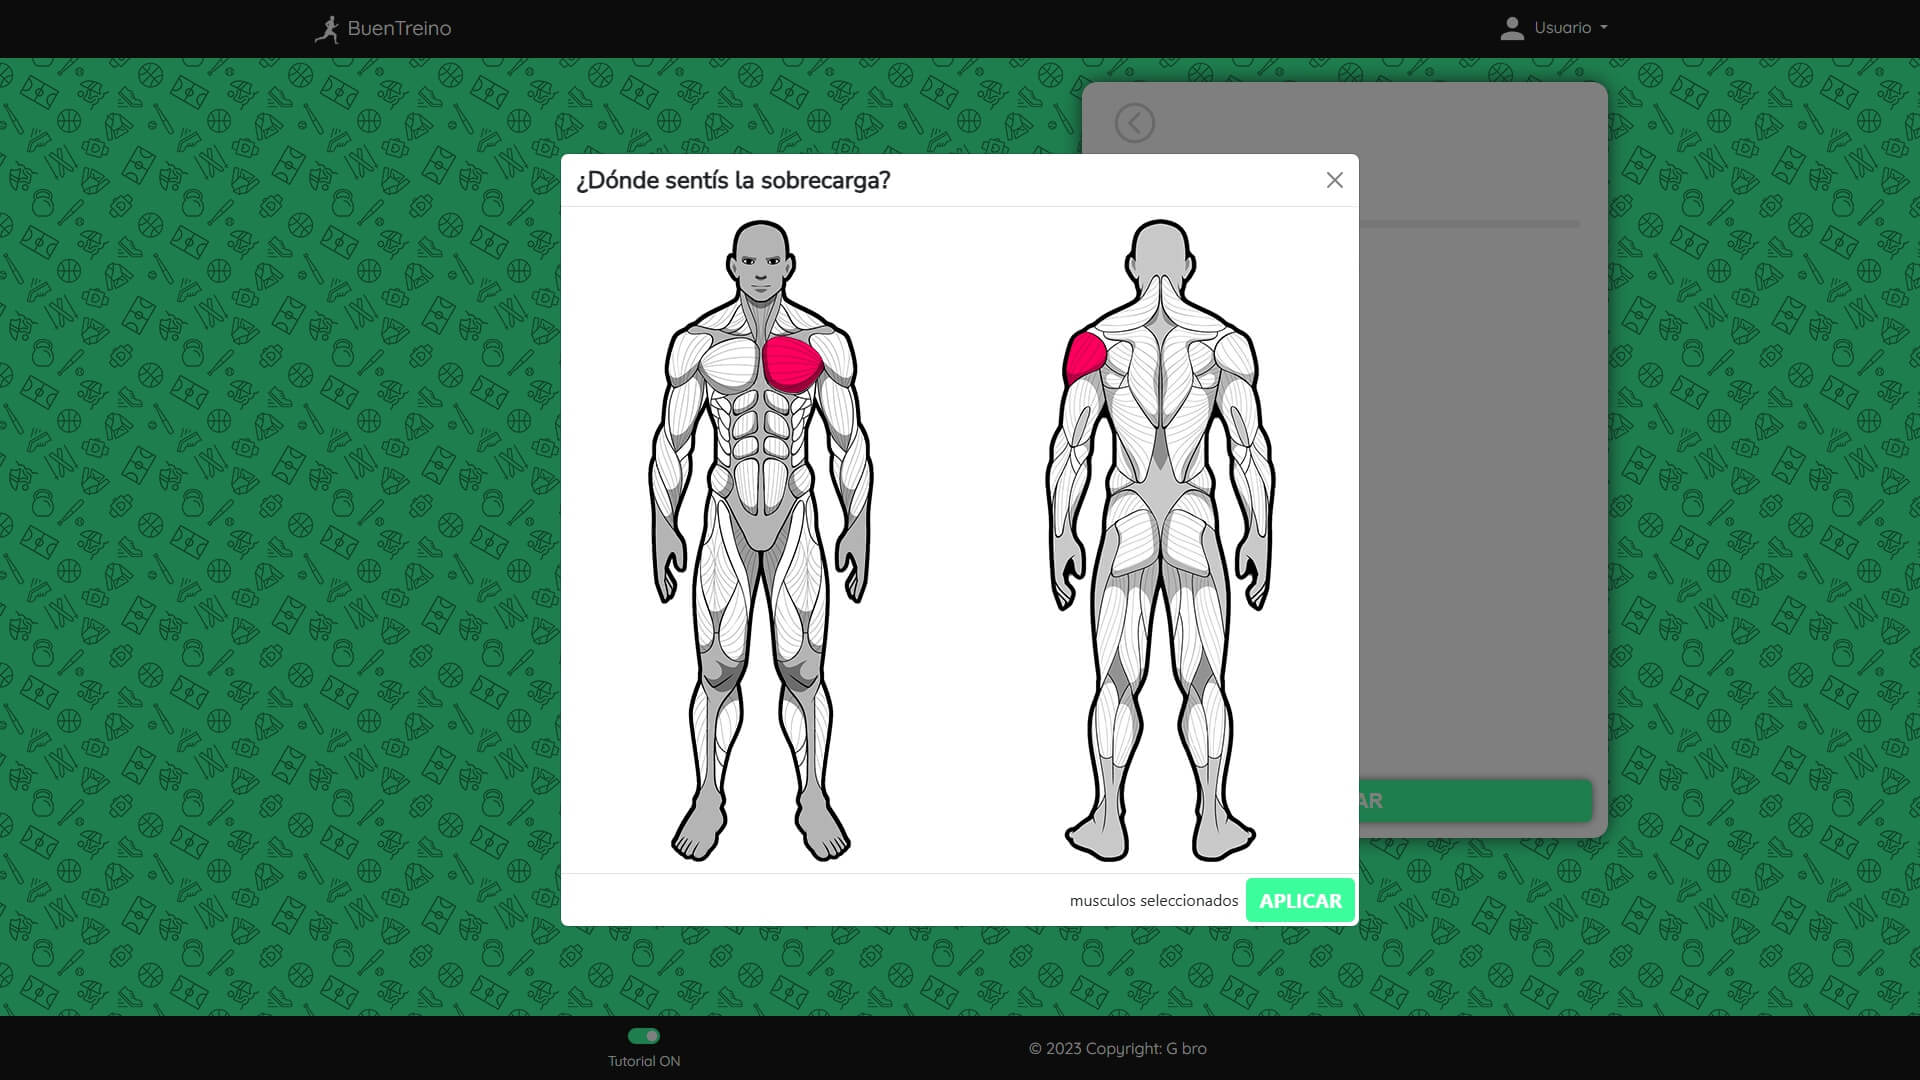 BuenTreino
Usuario
¿Dónde sentís la sobrecarga?
AR
musculos seleccionados
APLICAR
Tutorial ON
© 2023 Copyright: G bro